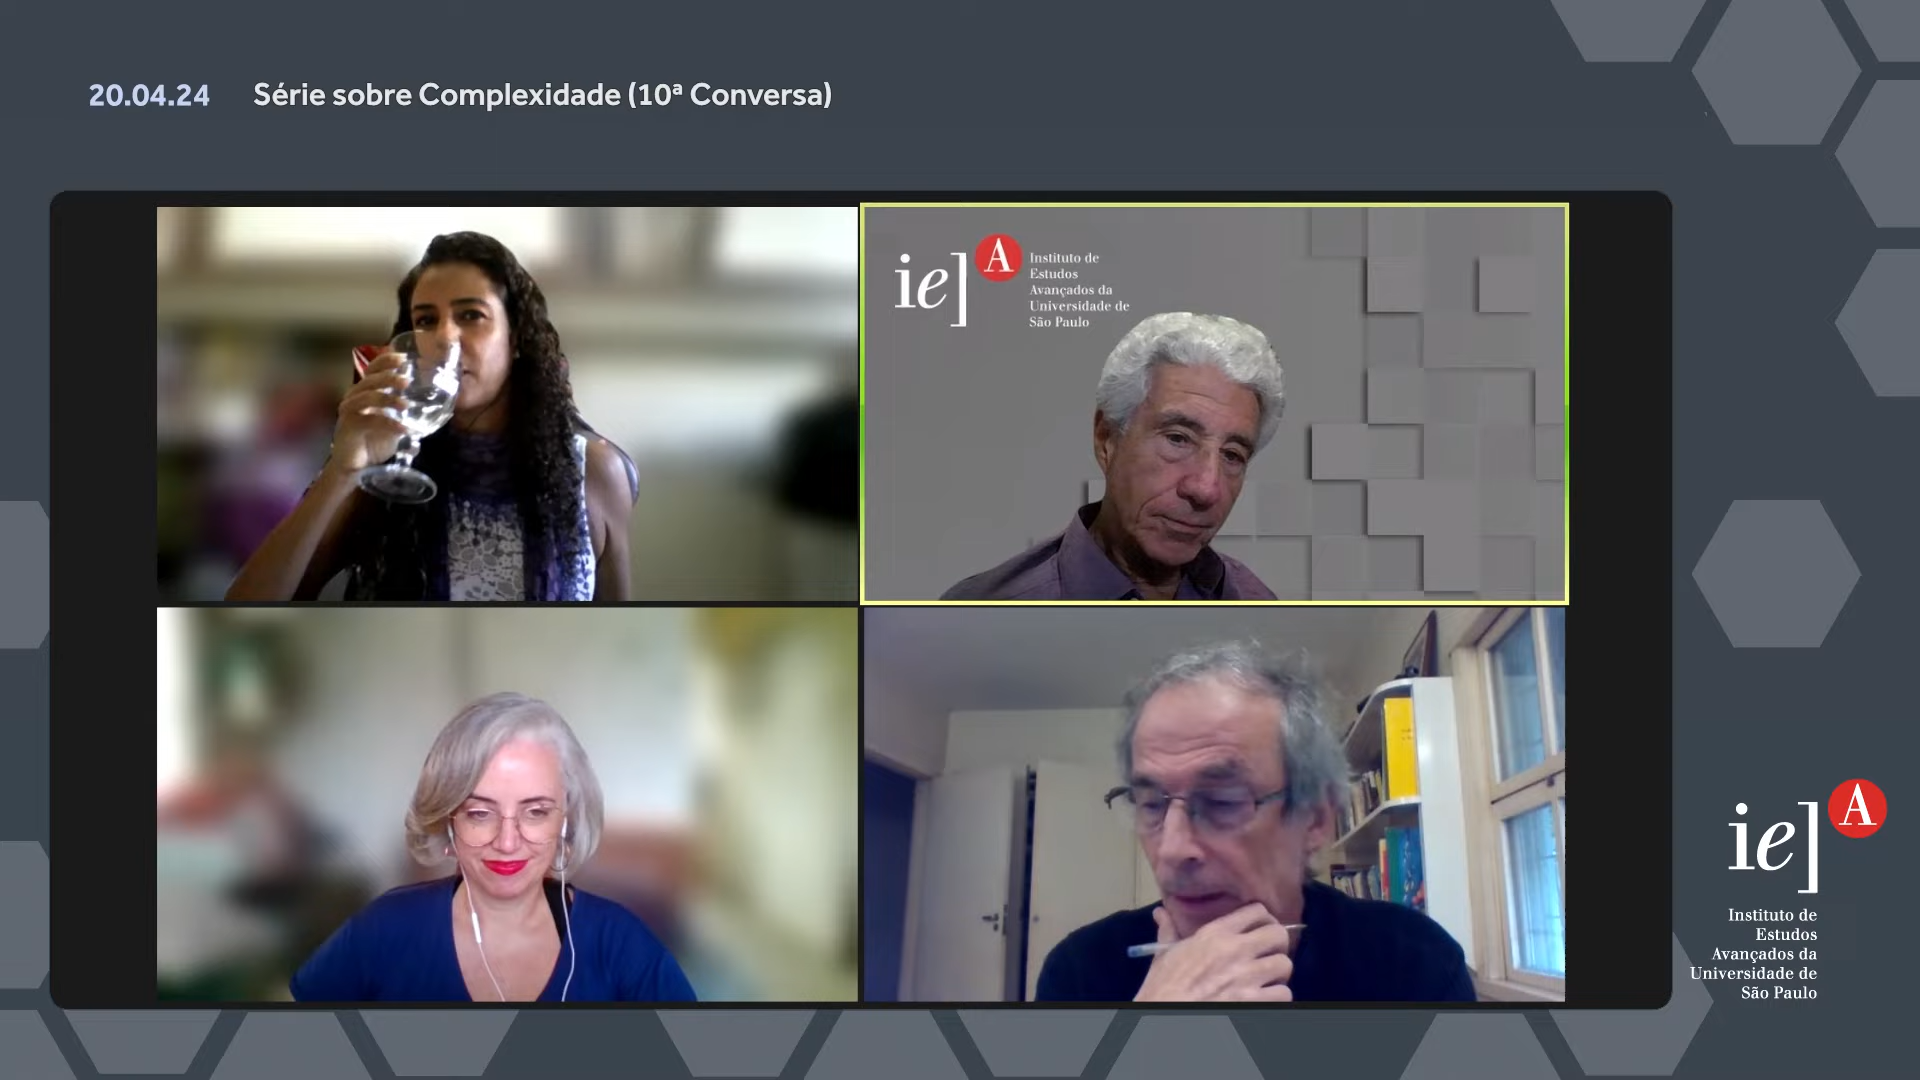 20.04.24 Série sobre Complexidade (10ª Conversa)
ie] A
Instituto de
Estudos
Avançados da
Universidade de
São Paulo
ie] A
Instituto de
Estudos
Avançados da
Universidade de
São Paulo